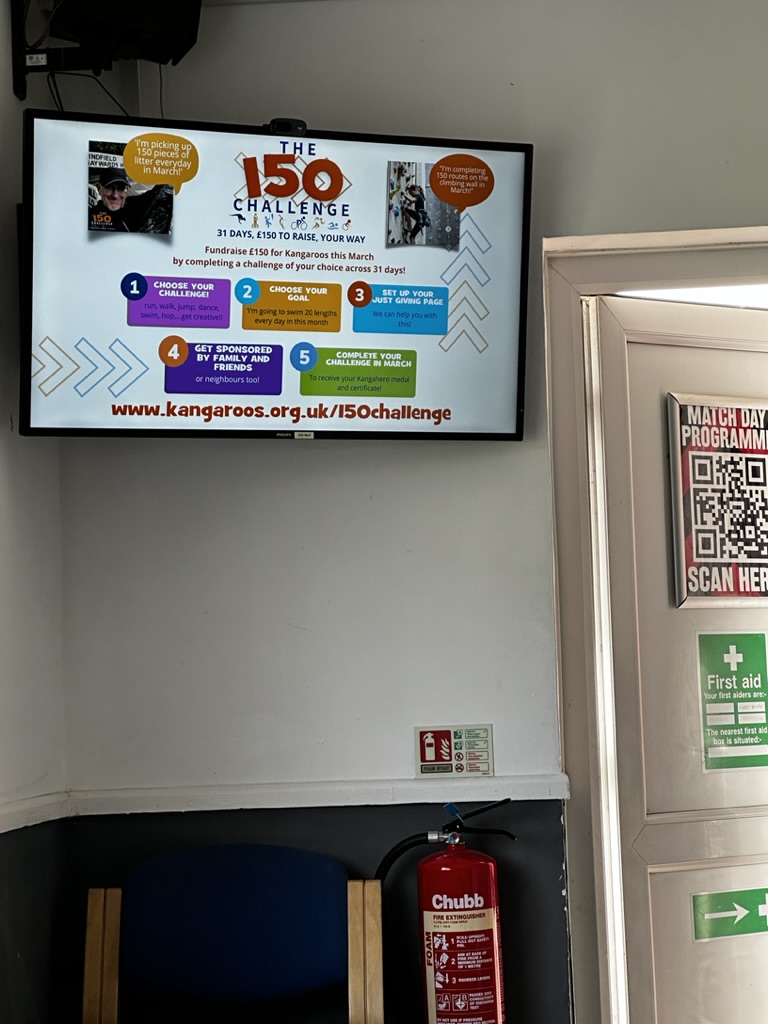 "I'm picking up
150 pieces of
litter everyday
in March!"
THE
150
CHALLENGE
31 DAYS, £150 TO RAISE, YOUR WAY
"I'm completing
150 routes on the
climbing wall in
March!"
Fundraise £150 for Kangaroos this March
by completing a challenge of your choice across 31 days!
1
CHOOSE YOUR
CHALLENGE!
run, walk, jump, dance,
swim, hop,...get creative!!
2
CHOOSE YOUR
GOAL
'I'm going to swim 20 lengths
every day in this month
3
SET UP YOUR
JUST GIVING PAGE
We can help you with
this!
4
GET SPONSORED
BY FAMILY AND
FRIENDS
or neighbours too!
5
COMPLETE YOUR
CHALLENGE IN MARCH
To receive your Kangahero medal
and certificate!
www.kangaroos.org.uk/150challenge
PHILIPS
MATCH DAY
PROGRAMM
SCAN HER
First aid
Your first aiders are:-
The nearest first aid
box is situated:-
Chubb
FIRE EXTINGUISHER
FOAM
1
2
3 SQUEEZE LEVERS